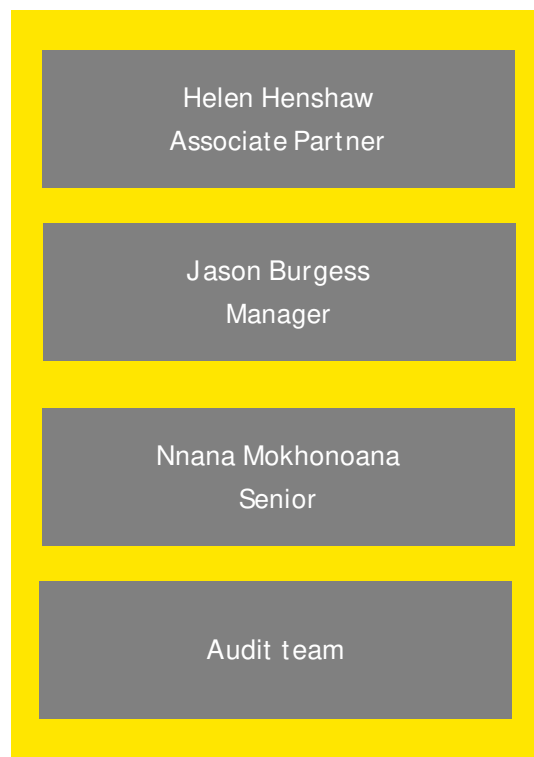 Helen Henshaw
Associate Partner
Jason Burgess
Manager
Nnana Mokhonoana
Senior
Audit team